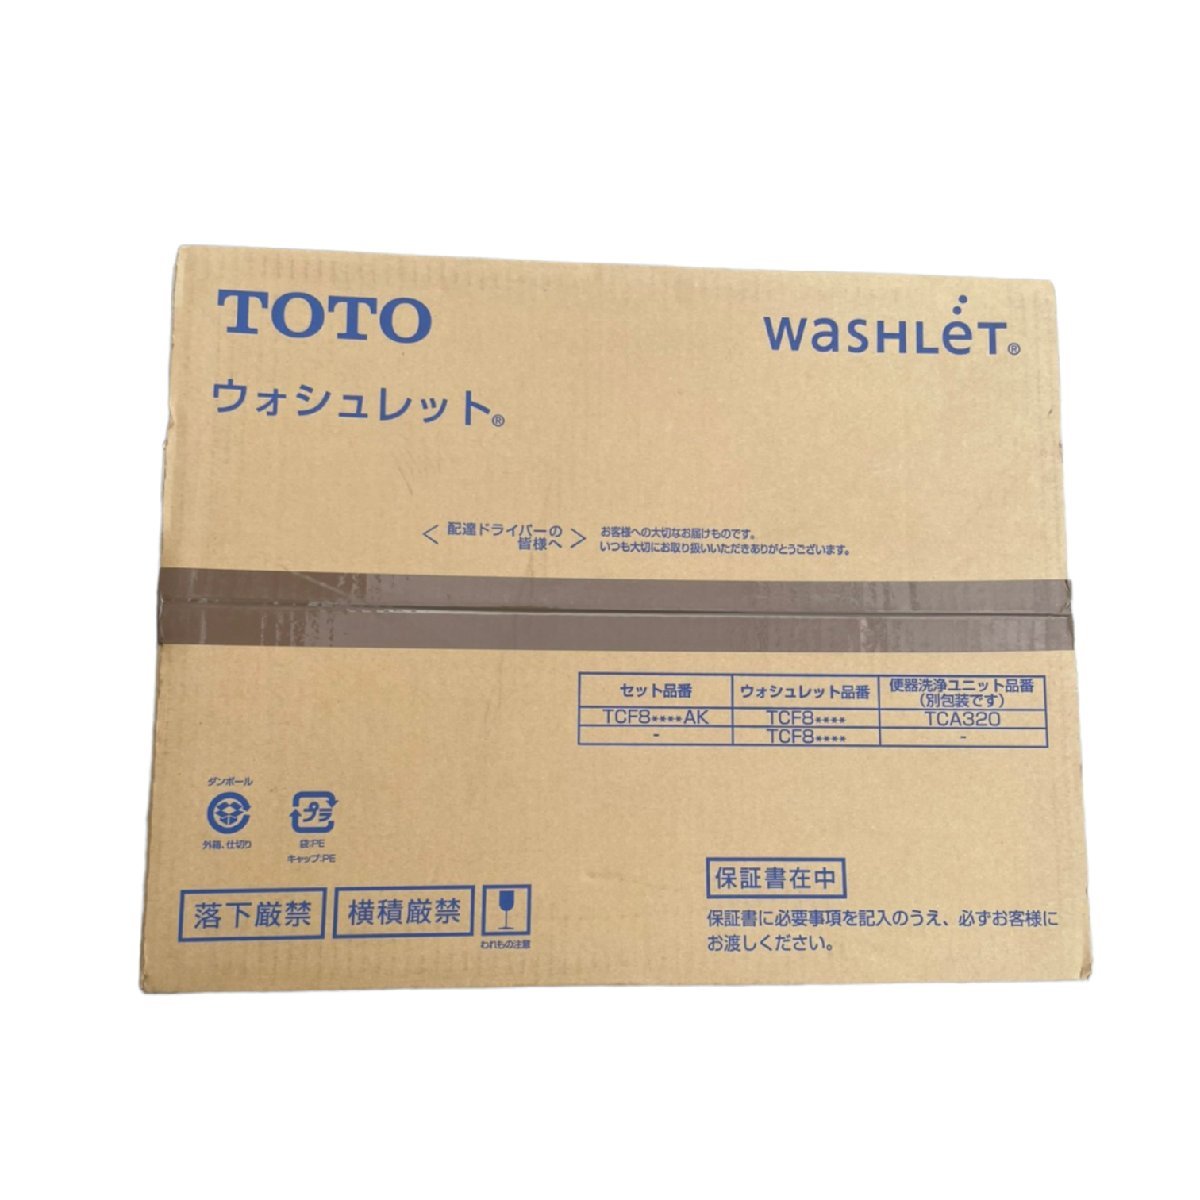 TOTO
WASHLET®
ウォシュレット®
＜ 配達ドライバーの
皆様へ ＞
お客様への大切なお届けものです。
いつも大切にお取り扱いいただきありがとうございます。
セット品番 ウォシュレット品番 便器洗浄ユニット品番
(別包装です)
TCF8****AK TCF8**** TCA320
- TCF8**** -
ダンボール
外箱、仕切り
プラ
袋:PE
キャップ:PE
落下厳禁
横積厳禁
われもの注意
保証書在中
保証書に必要事項を記入のうえ、必ずお客様に
お渡しください。